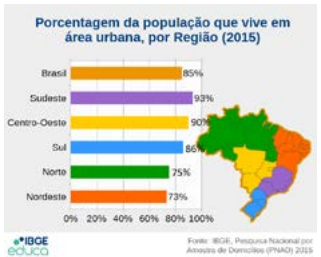 Porcentagem da população que vive em
área urbana, por Região (2015)
Brasil 85%
Sudeste 93%
Centro-Oeste 90%
Sul 86%
Norte 75%
Nordeste 73%
0% 20% 40% 60% 80% 100%
IBGE
educa
Fonte: IBGE, Pesquisa Nacional por
Amostra de Domicílios (PNAD) 2015